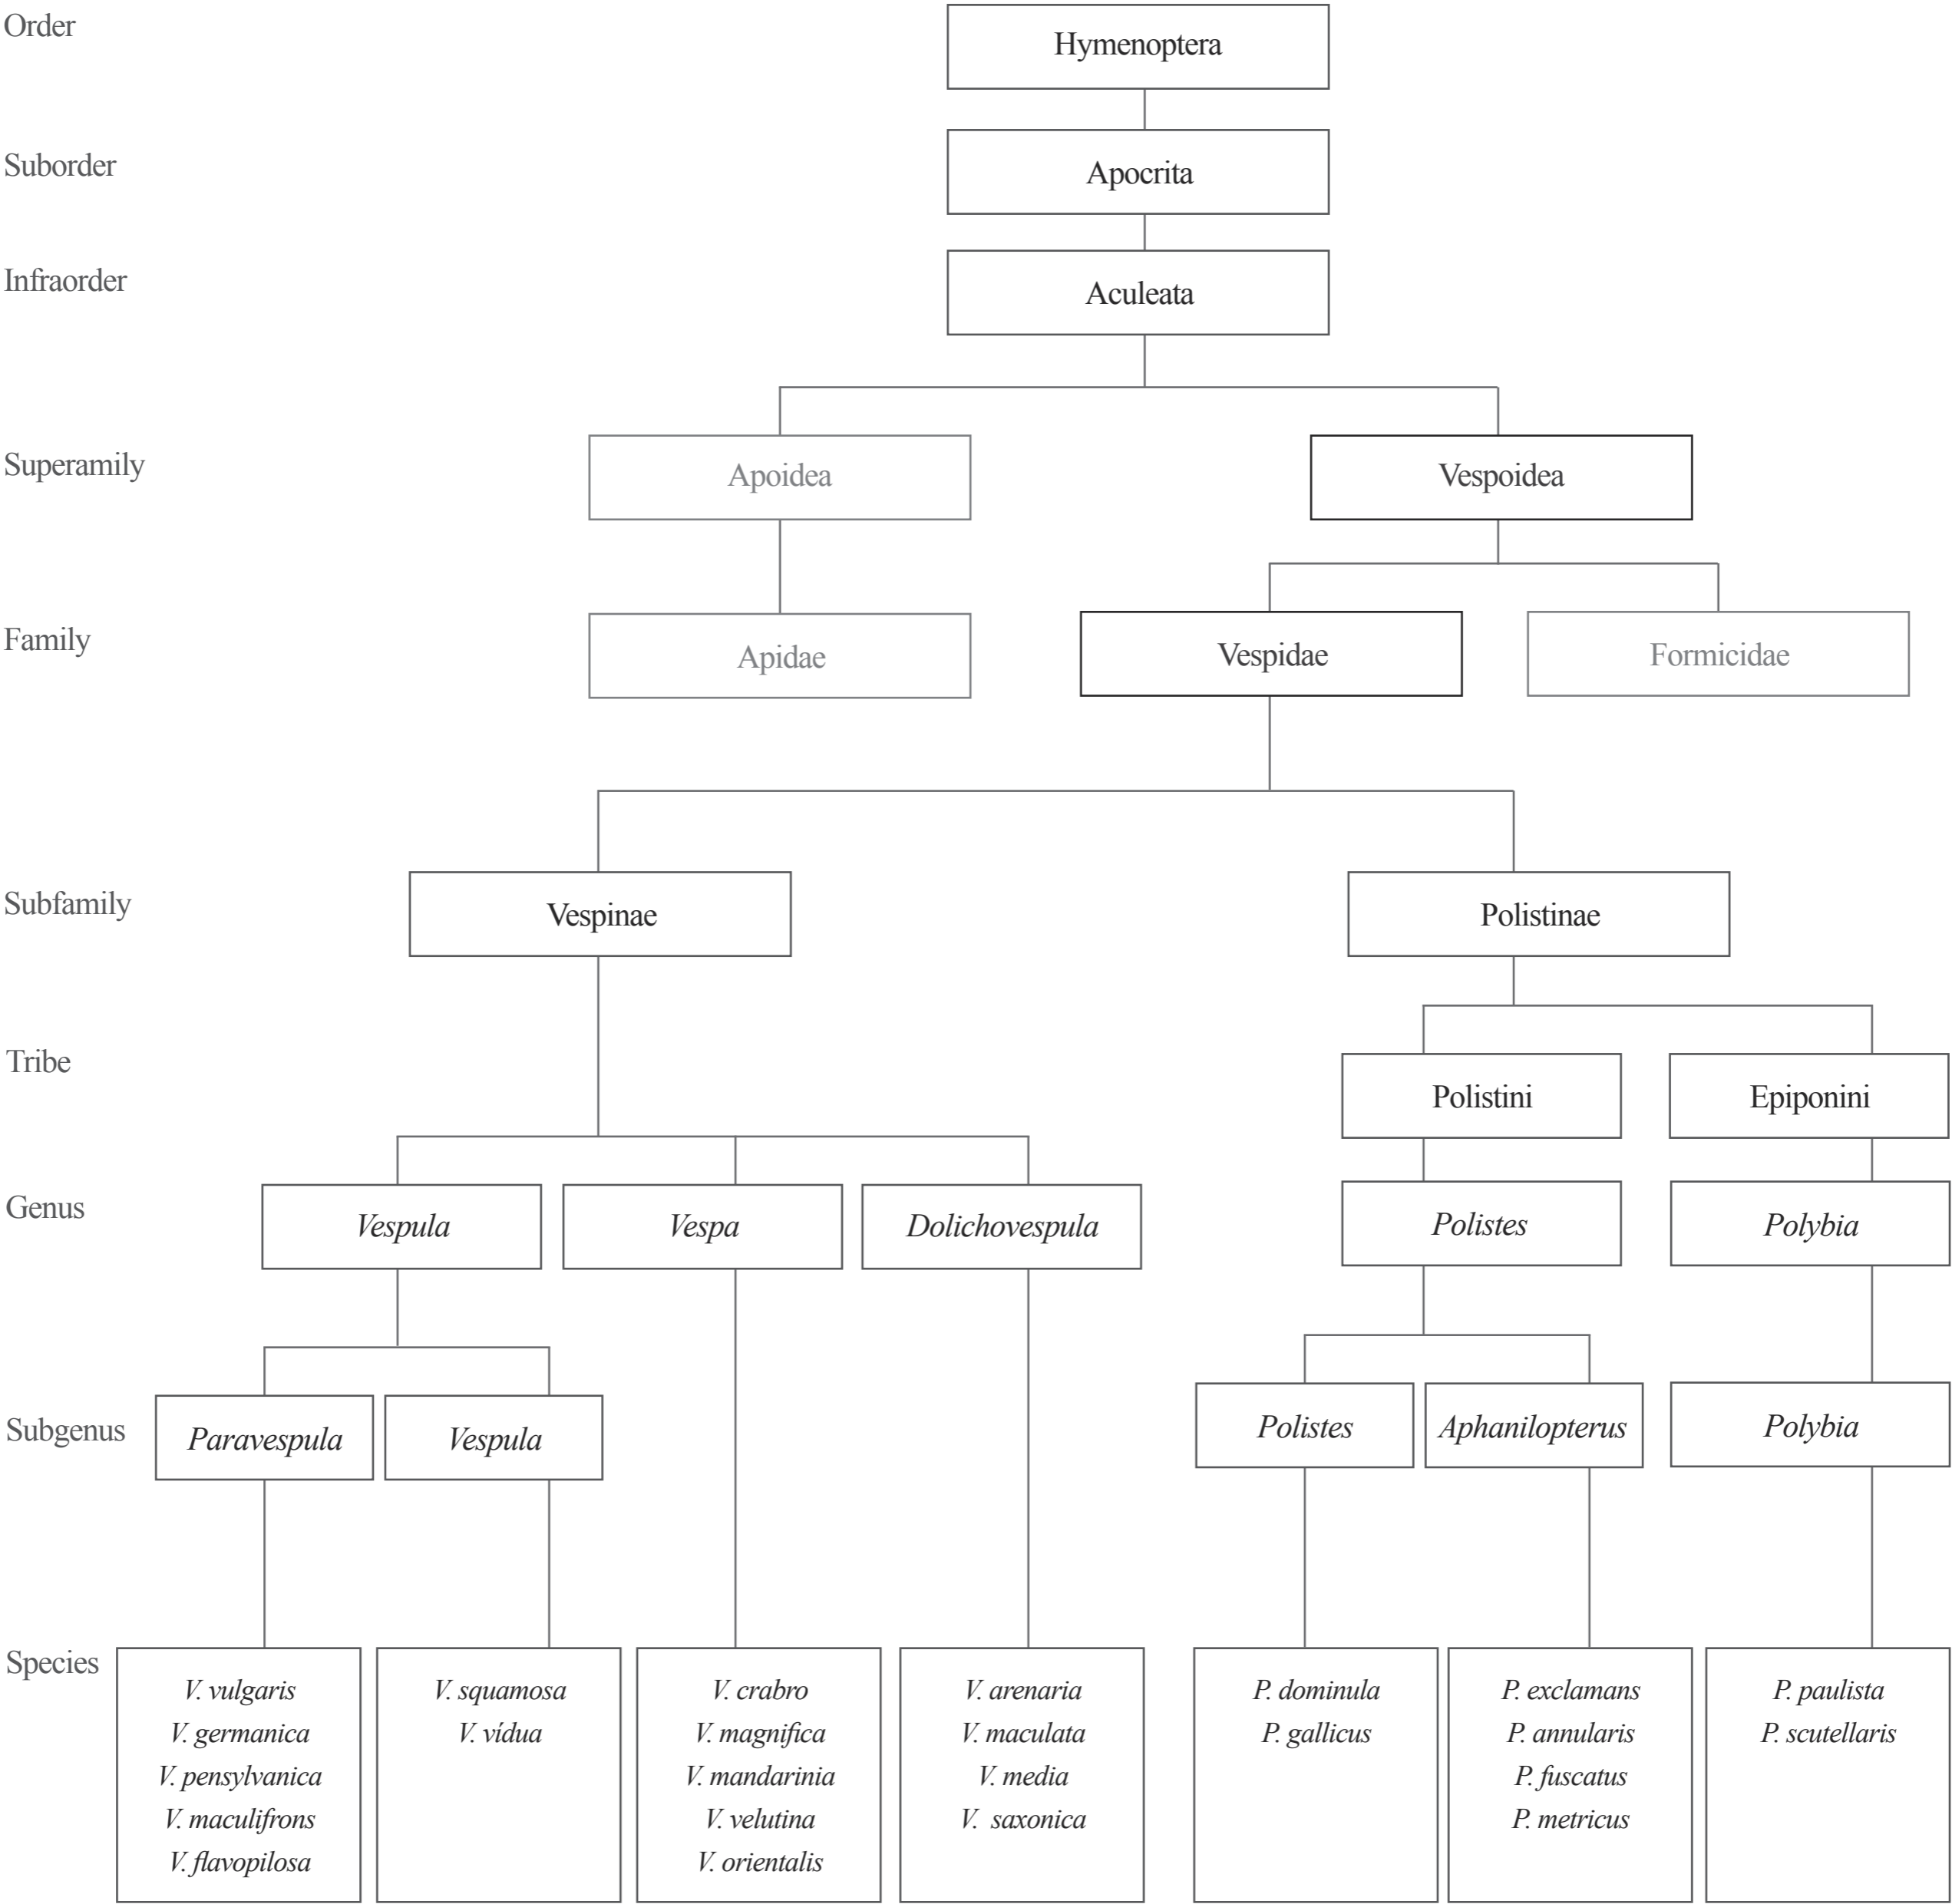 Order
Hymenoptera
Suborder
Apocrita
Infraorder
Aculeata
Superamily
Apoidea
Vespoidea
Family
Apidae
Vespidae
Formicidae
Subfamily
Vespinae
Polistinae
Tribe
Polistini
Epiponini
Genus
Vespula
Vespa
Dolichovespula
Polistes
Polybia
Subgenus
Paravespula
Vespula
Polistes
Aphanilopterus
Polybia
Species
V. vulgaris
V. germanica
V. pensylvanica
V. maculifrons
V. flavopilosa
V. squamosa
V. vídua
V. crabro
V. magnifica
V. mandarinia
V. velutina
V. orientalis
V. arenaria
V. maculata
V. media
V. saxonica
P. dominula
P. gallicus
P. exclamans
P. annularis
P. fuscatus
P. metricus
P. paulista
P. scutellaris